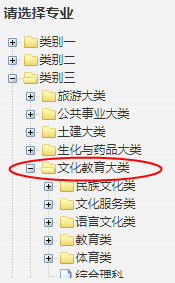 请选择专业
类别一
类别二
类别三
旅游大类
公共事业大类
土建大类
生化与药品大类
文化教育大类
民族文化类
文化服务类
语言文化类
教育类
体育类
综合理科